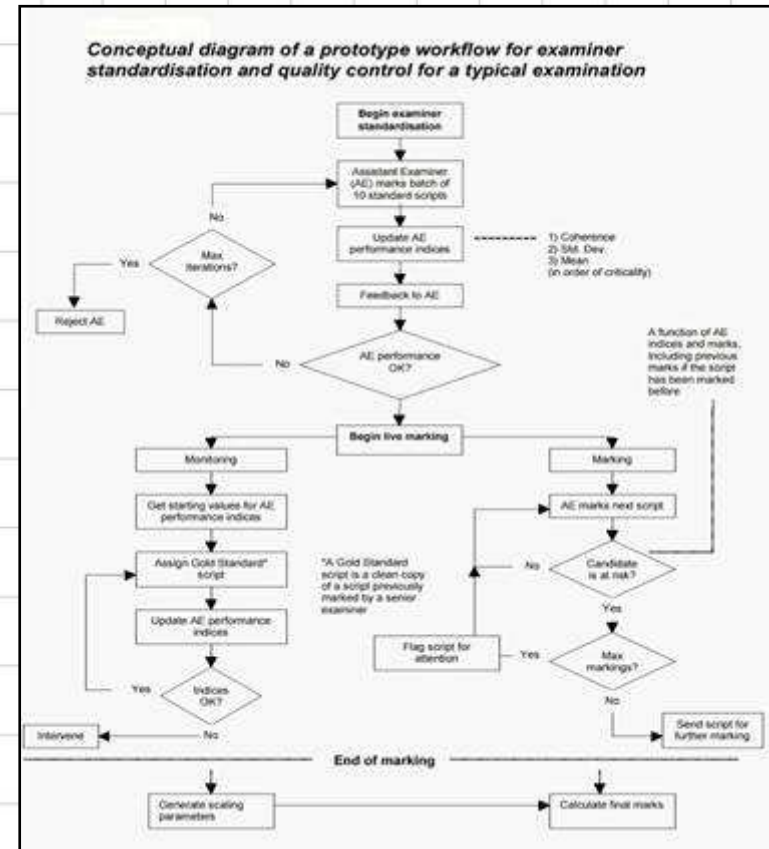 Conceptual diagram of a prototype workflow for examiner
standardisation and quality control for a typical examination
Begin examiner
standardisation
Assistant Examiner
(AE) marks batch of
10 standard scripts
No
Update AE
performance indices
1) Coherence
2) Std. Dev.
3) Mean
(in order of criticality)
Yes
Max
iterations?
Feedback to AE
Reject AE
No
AE performance
OK?
A function of AE
indices and marks,
Including previous
marks if the script
has been marked
before
Begin live marking
Monitoring
Marking
Get starting values for AE
performance indices
AE marks next script
Assign Gold Standard*
script
*A Gold Standard
script is a clean copy
of a script previously
marked by a senior
examiner
No
Candidate
is at risk?
Yes
Update AE performance
indices
Flag script for
attention
Yes
Max
markings?
Yes
Indices
OK?
No
Intervene
No
Send script for
further marking
End of marking
Generate scaling
parameters
Calculate final marks